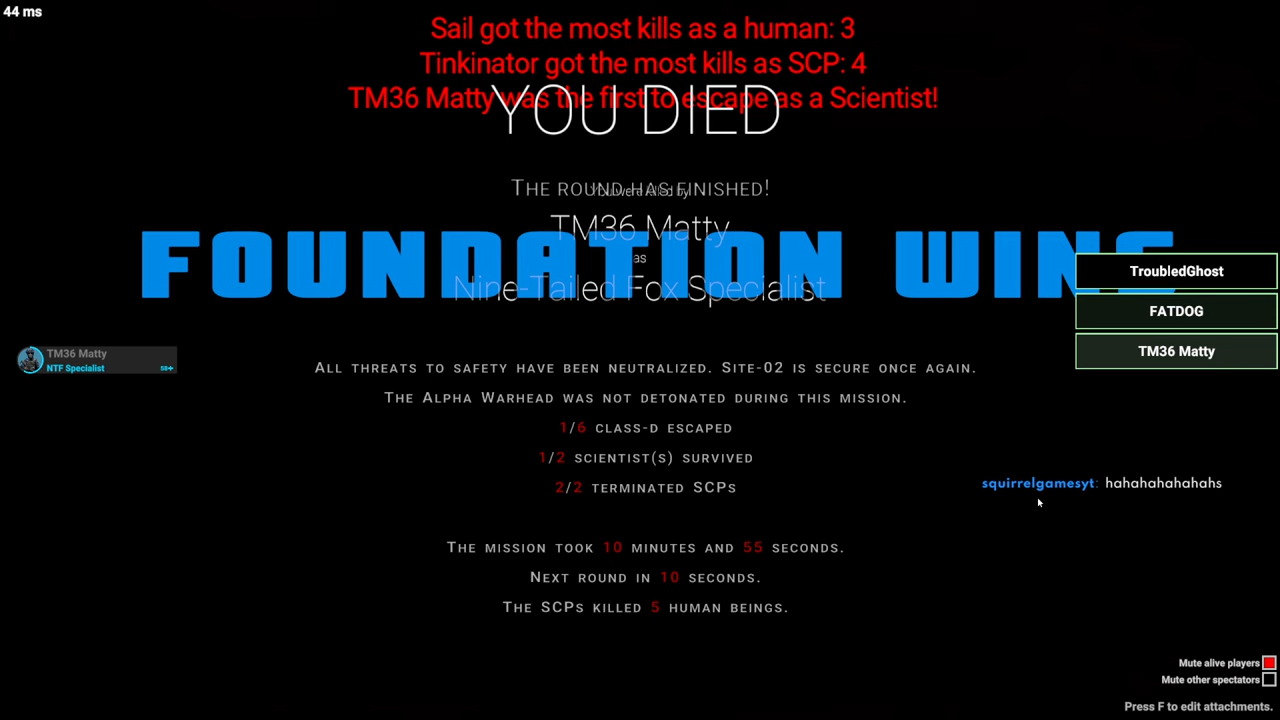 44 ms
Sail got the most kills as a human: 3
Tinkinator got the most kills as SCP: 4
TM36 Matty was the first to escape as a Scientist!
YOU DIED
THE ROUND HAS FINISHED!
You were killed by
TM36 Matty
as
Nine-Tailed Fox Specialist
FOUNDATION WINS
TroubledGhost
FATDOG
TM36 Matty
TM36 Matty
NTF Specialist
ALL THREATS TO SAFETY HAVE BEEN NEUTRALIZED. SITE-02 IS SECURE ONCE AGAIN.
THE ALPHA WARHEAD WAS NOT DETONATED DURING THIS MISSION.
1/6 CLASS-D ESCAPED
1/2 SCIENTIST(S) SURVIVED
2/2 TERMINATED SCPS
squirrelgamesyt: hahahahahahahs
THE MISSION TOOK 10 MINUTES AND 55 SECONDS.
NEXT ROUND IN 10 SECONDS.
THE SCPS KILLED 5 HUMAN BEINGS.
Mute alive players
Mute other spectators
Press F to edit attachments.